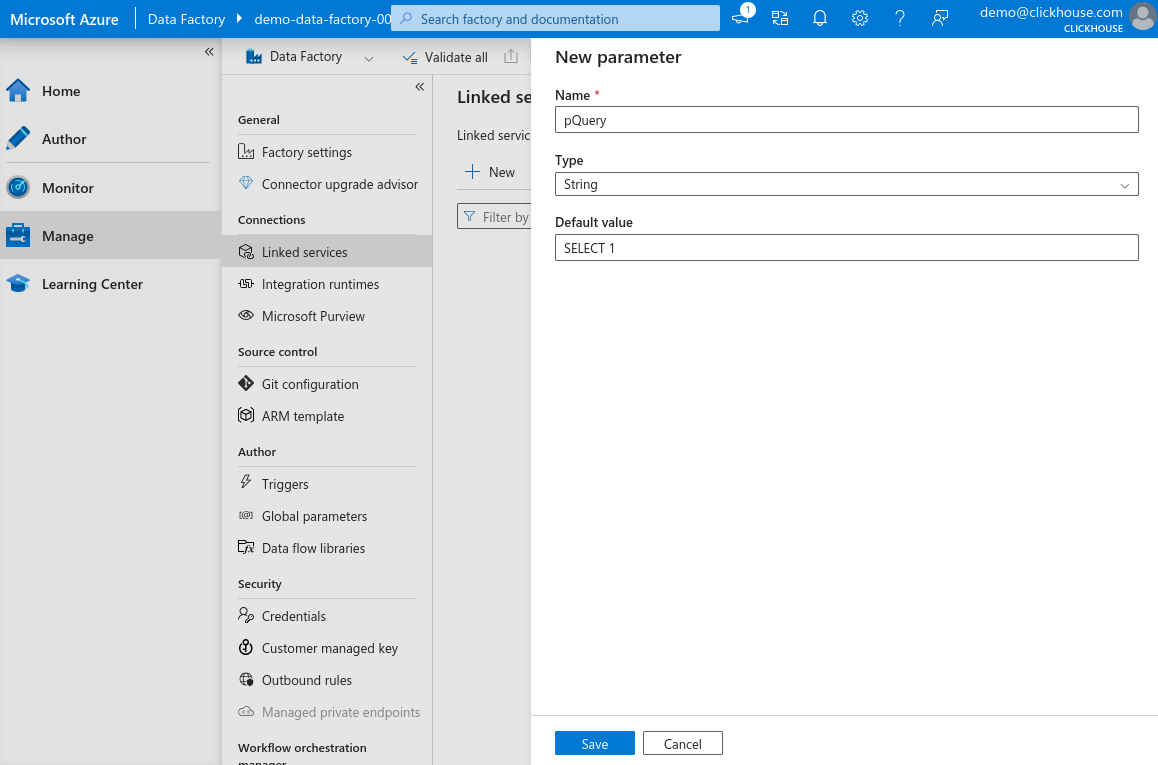 Microsoft Azure
Data Factory
demo-data-factory-00
Search factory and documentation
1
demo@clickhouse.com
CLICKHOUSE
Home
Author
Monitor
Manage
Learning Center
Data Factory
Validate all
General
Factory settings
Connector upgrade advisor
Connections
Linked services
Integration runtimes
Microsoft Purview
Source control
Git configuration
ARM template
Author
Triggers
Global parameters
Data flow libraries
Security
Credentials
Customer managed key
Outbound rules
Managed private endpoints
Workflow orchestration
manager
Linked se
Linked servic
New
Filter by
New parameter
Name *
pQuery
Type
String
Default value
SELECT 1
Save
Cancel